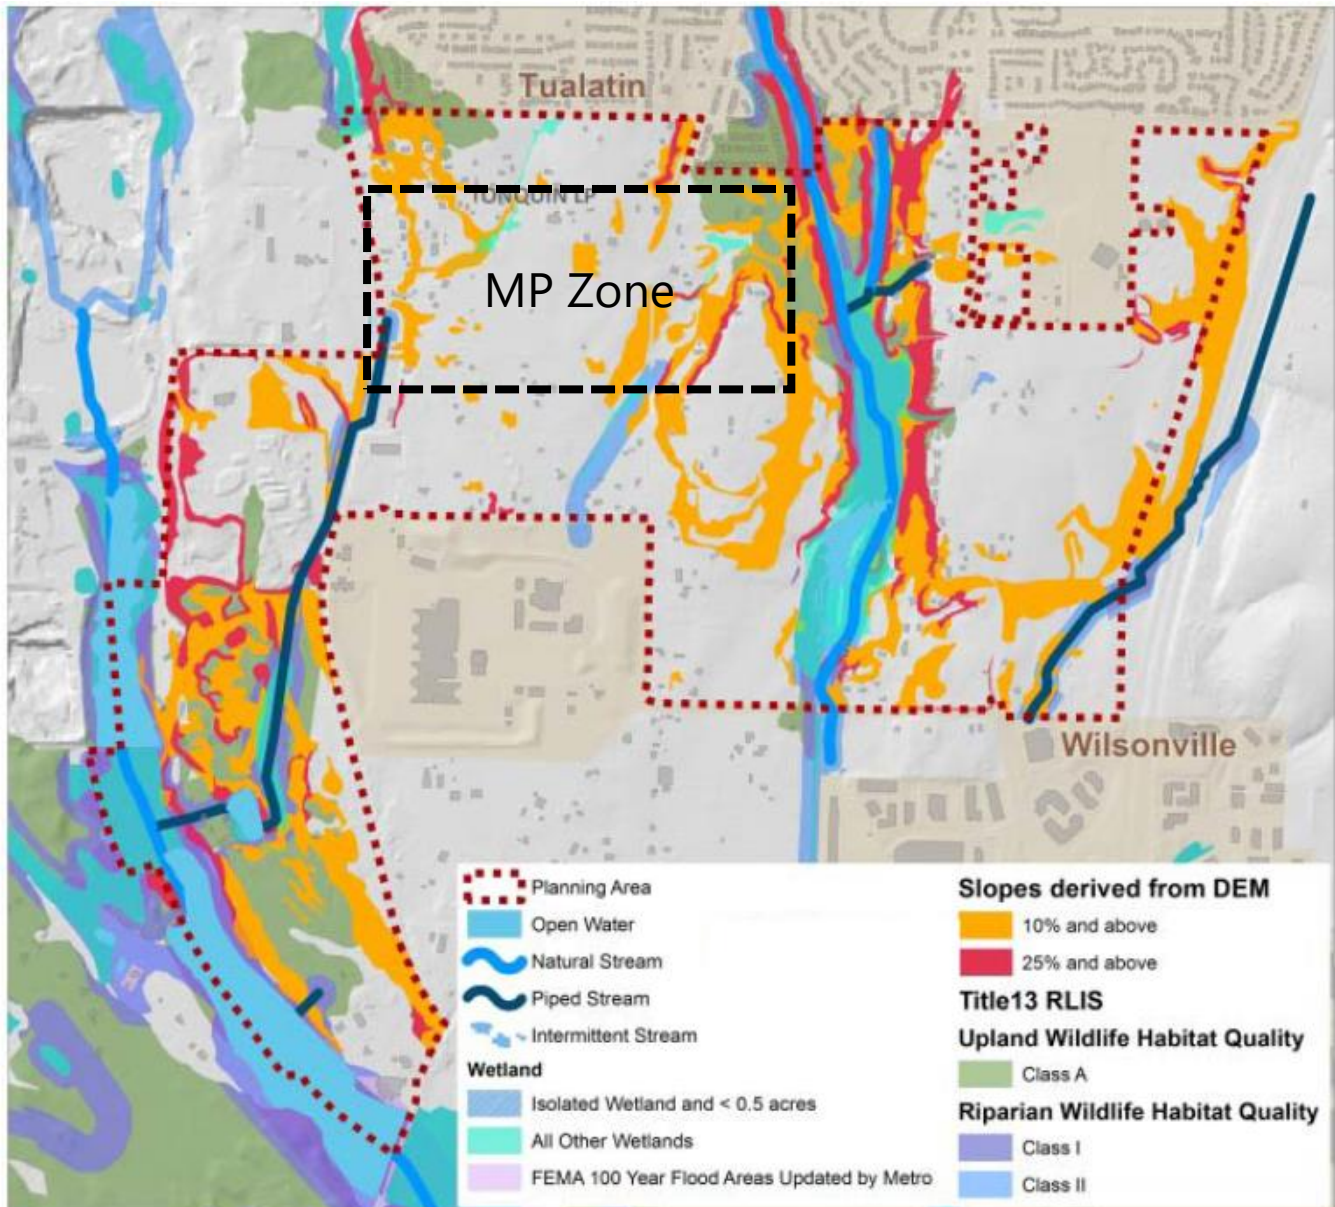 Tualatin
TONQUIN LP
MP Zone
Wilsonville
Planning Area
Open Water
Natural Stream
Piped Stream
Intermittent Stream
Wetland
Isolated Wetland and < 0.5 acres
All Other Wetlands
FEMA 100 Year Flood Areas Updated by Metro
Slopes derived from DEM
10% and above
25% and above
Title13 RLIS
Upland Wildlife Habitat Quality
Class A
Riparian Wildlife Habitat Quality
Class I
Class II